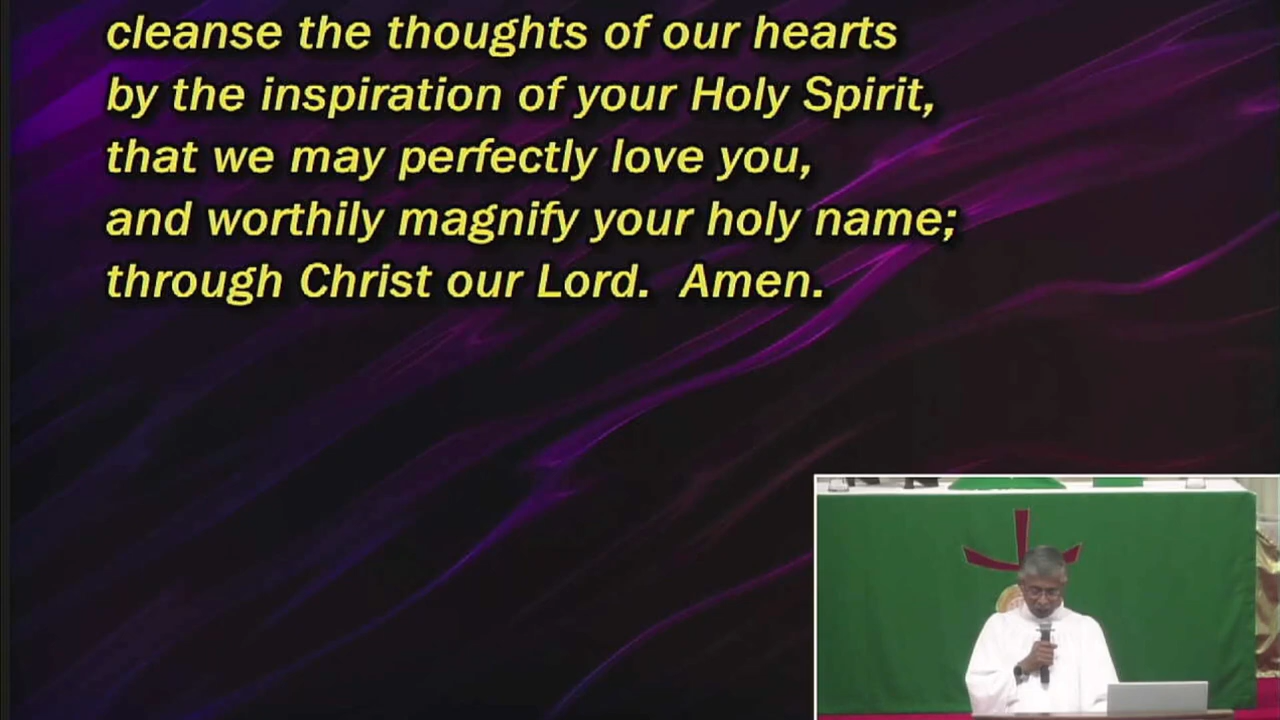 cleanse the thoughts of our hearts
by the inspiration of your Holy Spirit,
that we may perfectly love you,
and worthily magnify your holy name;
through Christ our Lord.  Amen.